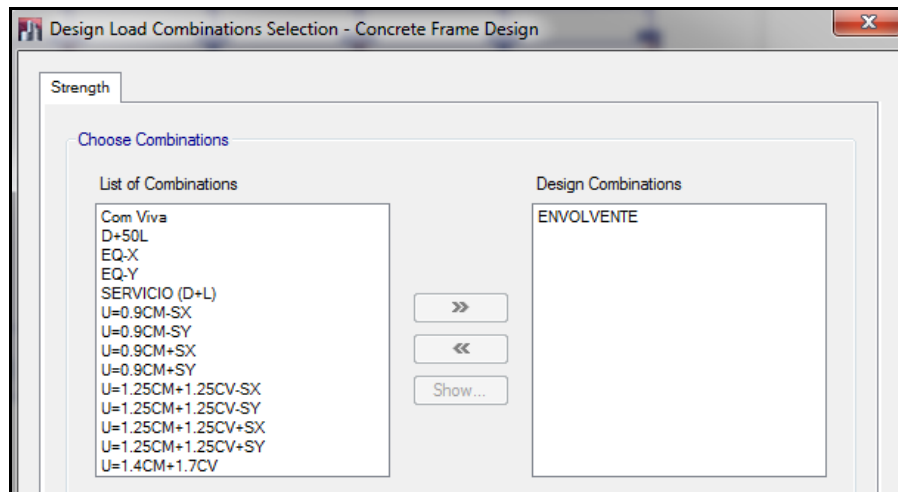 Design Load Combinations Selection - Concrete Frame Design
Strength
Choose Combinations
List of Combinations
Com Viva
D+50L
EQ-X
EQ-Y
SERVICIO (D+L)
U=0.9CM-SX
U=0.9CM-SY
U=0.9CM+SX
U=0.9CM+SY
U=1.25CM+1.25CV-SX
U=1.25CM+1.25CV-SY
U=1.25CM+1.25CV+SX
U=1.25CM+1.25CV+SY
U=1.4CM+1.7CV
>>
<<
Show...
Design Combinations
ENVOLVENTE